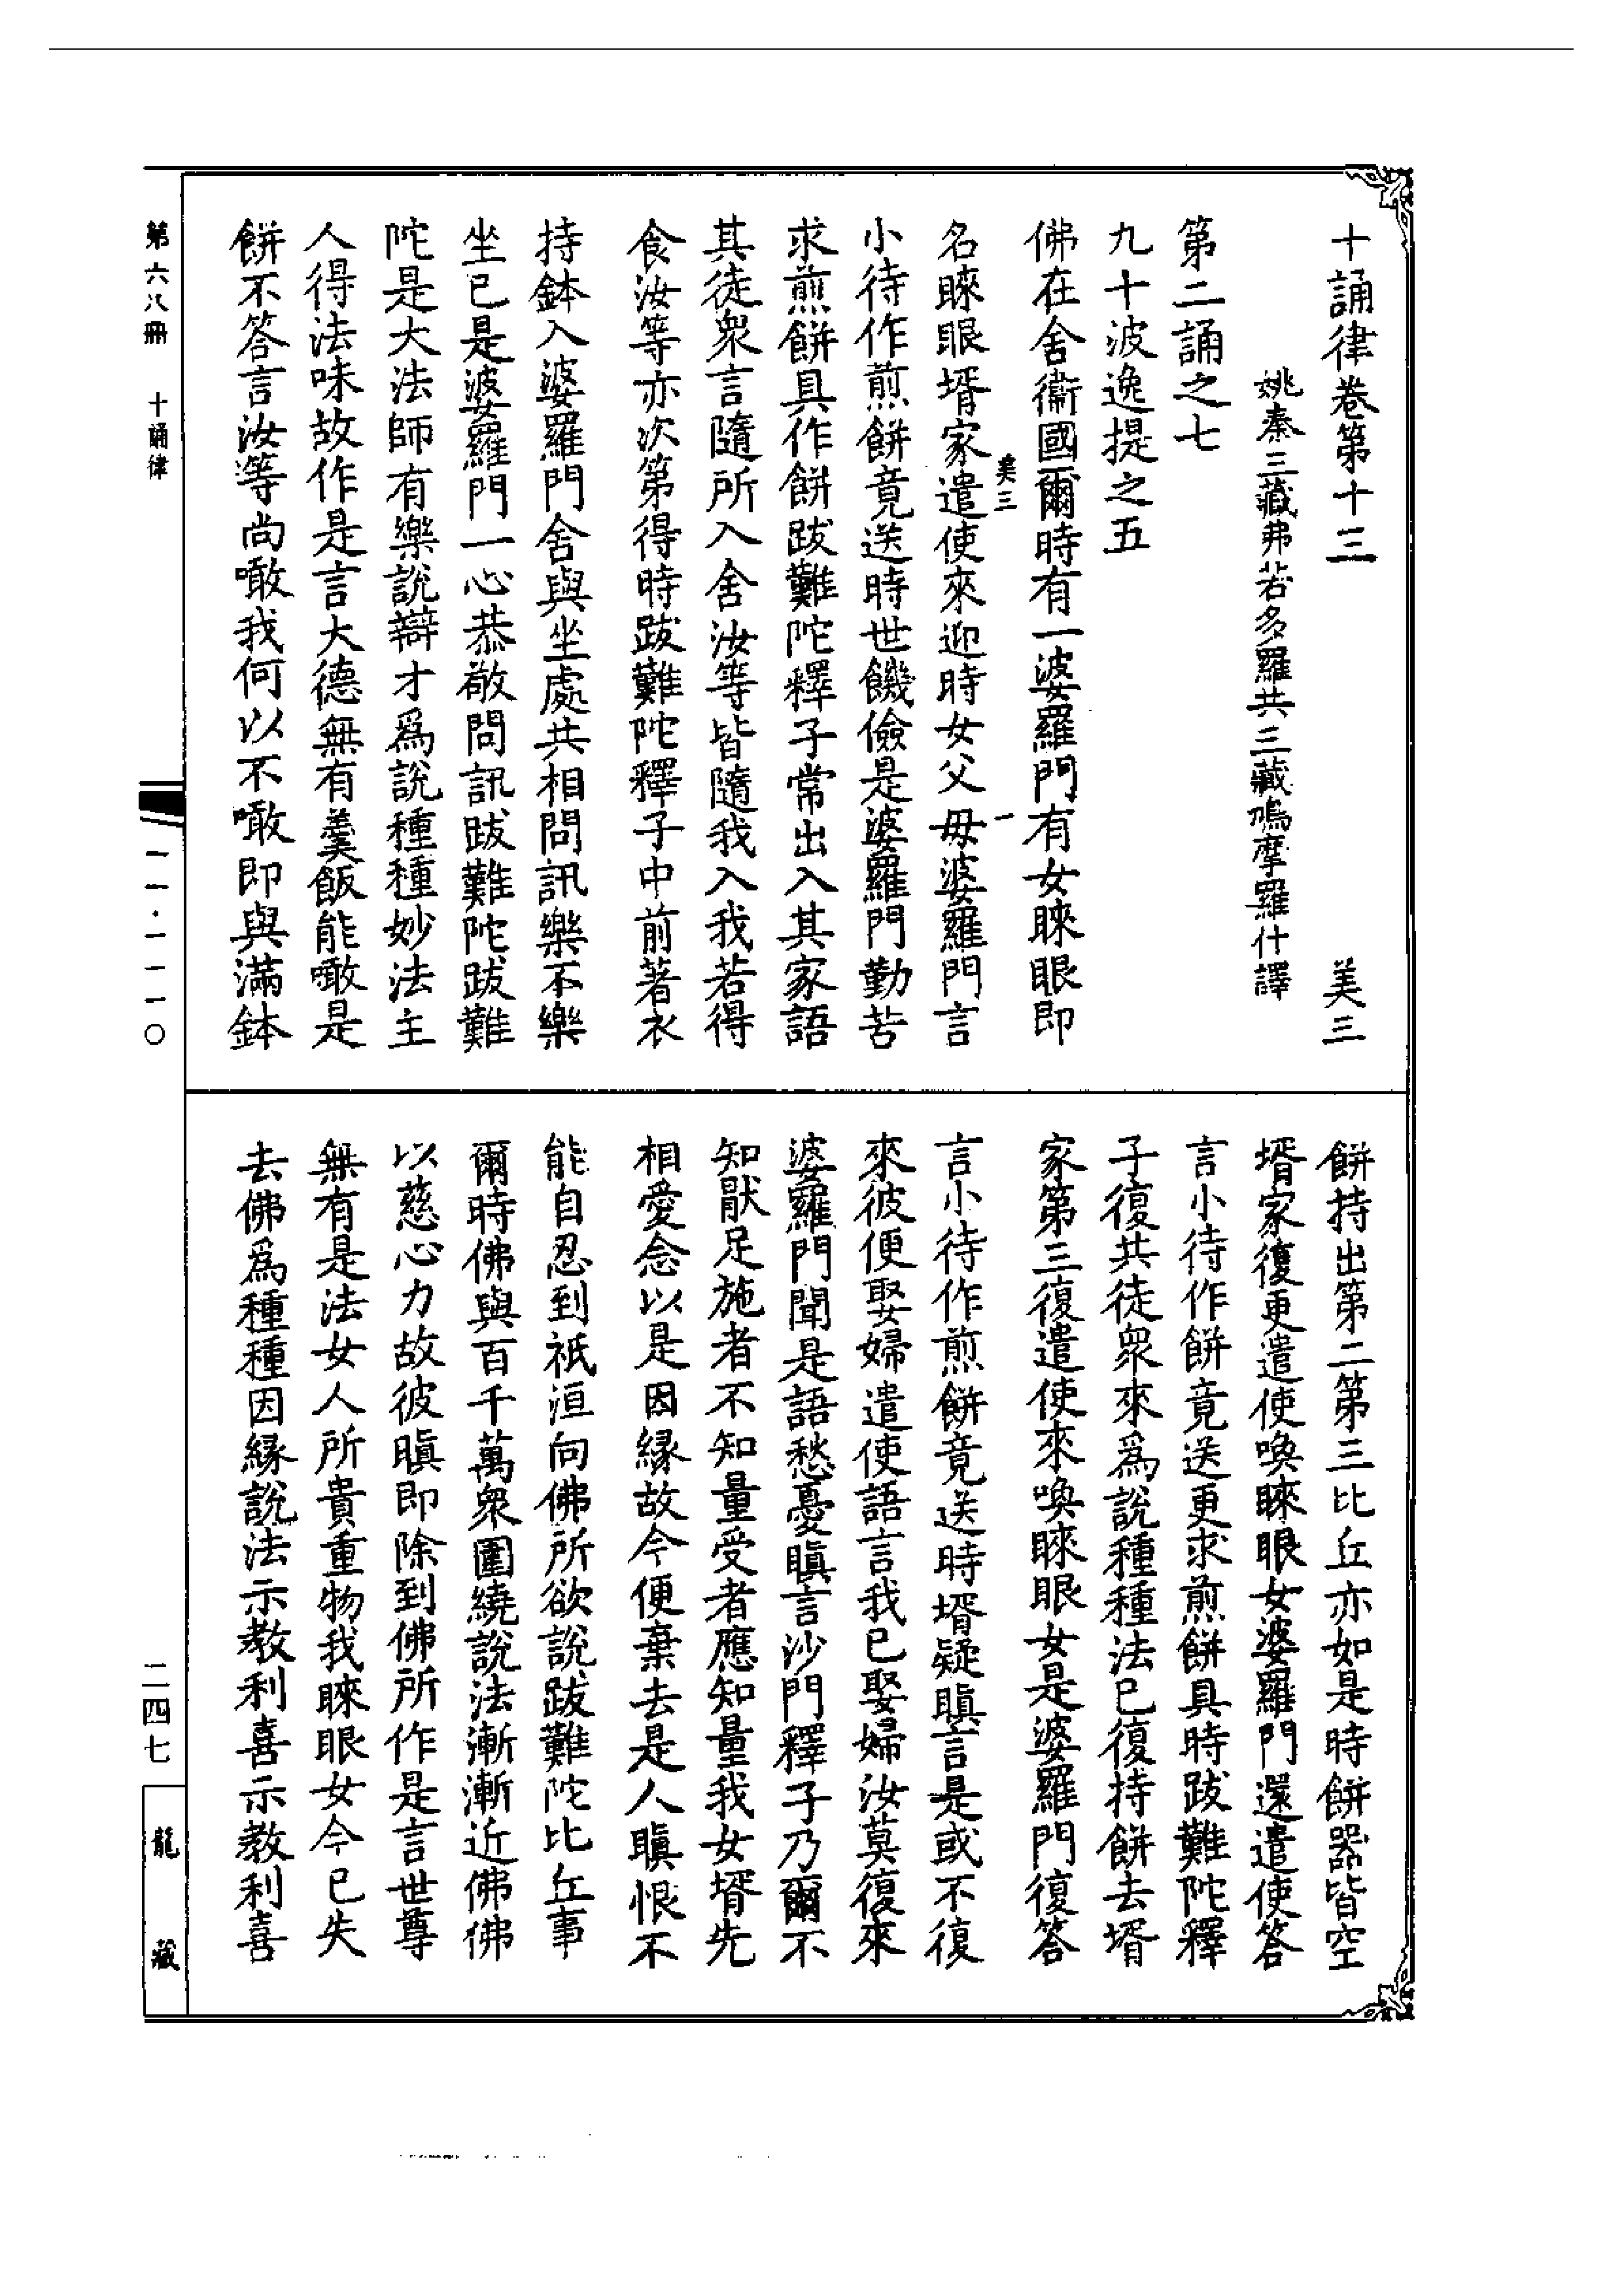 十誦律卷第十三　美三
姚秦三藏弗若多羅共三藏鳩摩羅什譯
第二誦之七
九十波逸提之五
佛在舍衞國爾時有一婆羅門有女睞眼即
美三　一
名睞眼壻家遣使來迎時女父母婆羅門言
小待作煎餅竟送時世饑儉是婆羅門勤苦
求煎餅具作餅跋難陀釋子常出入其家語
其徒衆言隨所入舍汝等皆隨我入我若得
食汝等亦次第得時跋難陀釋子中前著衣
持鉢入婆羅門舍與坐處共相問訊樂不樂
坐已是婆羅門一心恭敬問訊跋難陀跋難
陀是大法師有樂說辯才爲說種種妙法主
人得法味故作是言大德無有羹飯能噉是
餅不答言汝等尚噉我何以不噉即與滿鉢
餅持出第二第三比丘亦如是時餅器皆空
壻家復更遣使喚睞眼女婆羅門還遣使答
言小待作餅竟送更求煎餅具時跋難陀釋
子復共徒衆來爲說種種法已復持餅去壻
家第三復遣使來喚睞眼女是婆羅門復答
言小待作煎餅竟送時壻疑瞋言是或不復
來彼便娶婦遣使語言我已娶婦汝莫復來
婆羅門聞是語愁憂瞋言沙門釋子乃爾不
知猒足施者不知量受者應知量我女壻先
相愛念以是因緣故今便棄去是人瞋恨不
能自忍到祇洹向佛所欲說跋難陀比丘事
爾時佛與百千萬衆圍繞說法漸漸近佛佛
以慈心力故彼瞋即除到佛所作是言世尊
無有是法女人所貴重物我睞眼女今已失
去佛爲種種因緣說法示教利喜示教利喜
第六八冊　十誦律　一一·一一一〇　二四七　龍藏